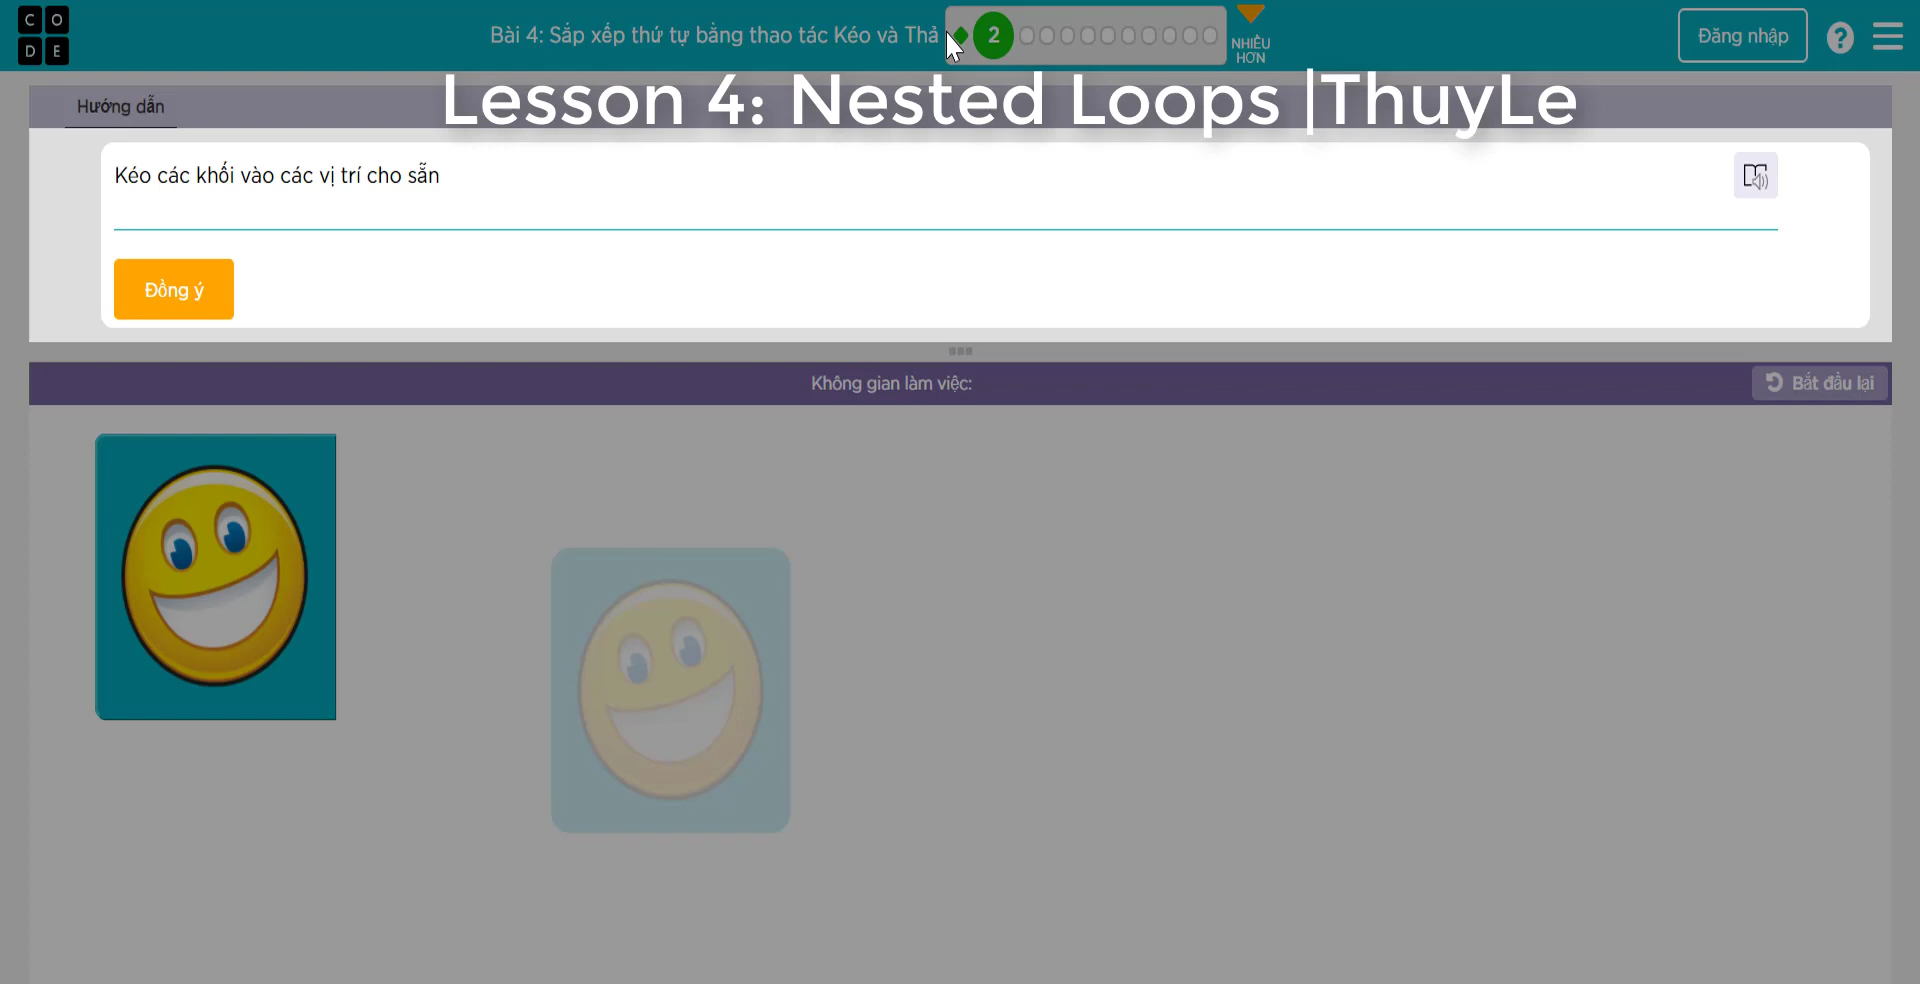 C O
D E
Bài 4: Sắp xếp thứ tự bằng thao tác Kéo và Thả
2
NHIỀU
HƠN
Đăng nhập
?
Lesson 4: Nested Loops |ThuyLe
Hướng dẫn
Kéo các khối vào các vị trí cho sẵn
Đồng ý
Không gian làm việc:
Bắt đầu lại